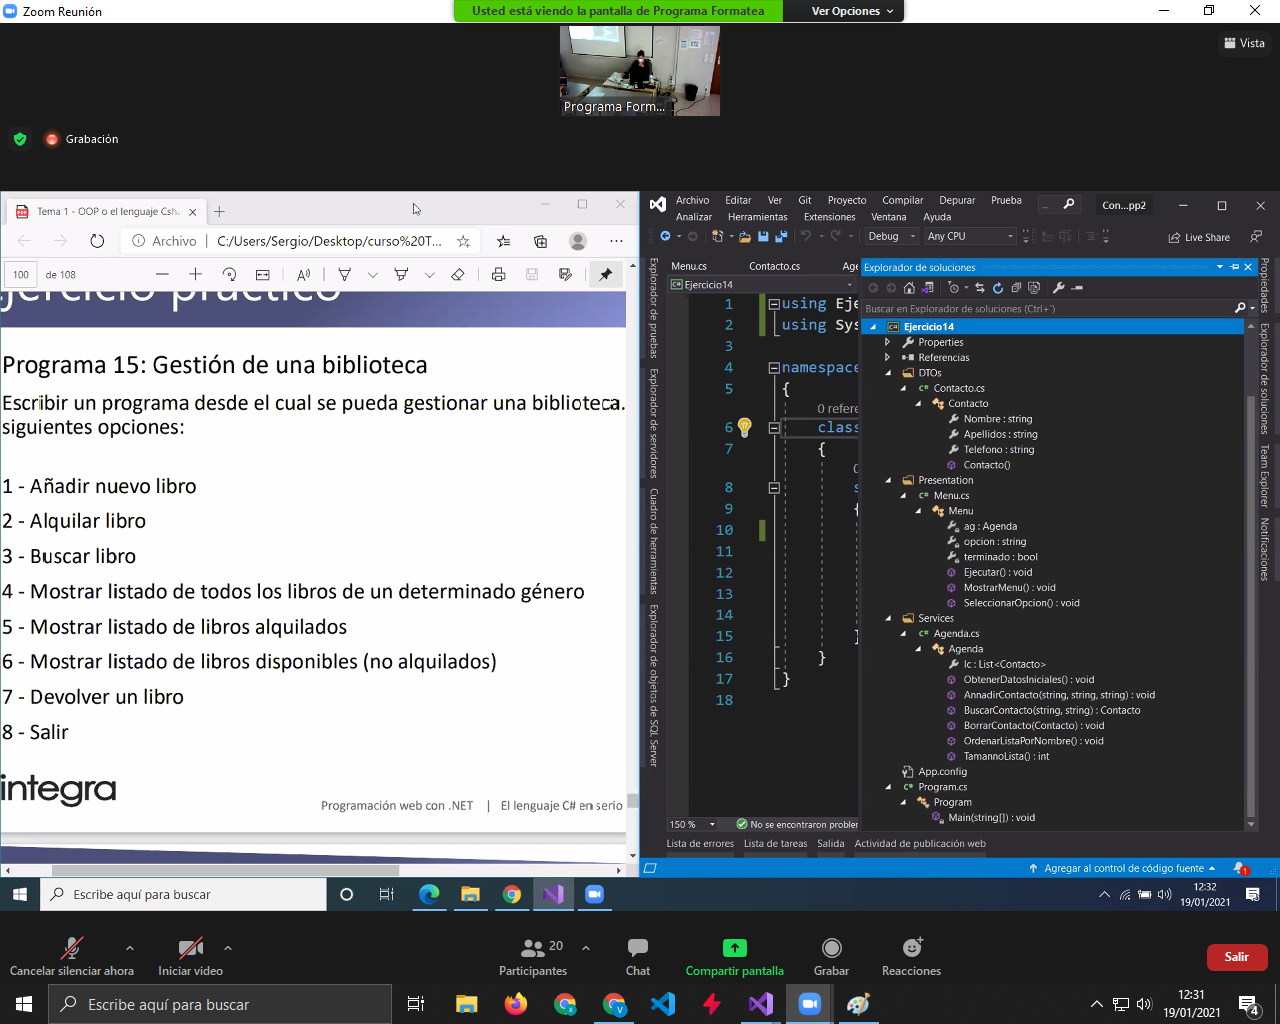 Zoom Reunión
Usted está viendo la pantalla de Programa Formatea
Ver Opciones
Vista
Programa Form...
Grabación
Tema 1 - OOP o el lenguaje Csh
Archivo
C:/Users/Sergio/Desktop/curso%20T...
100
de 108
Ejercicio práctico
Programa 15: Gestión de una biblioteca
Escribir un programa desde el cual se pueda gestionar una biblioteca.
siguientes opciones:
1 - Añadir nuevo libro
2 - Alquilar libro
3 - Buscar libro
4 - Mostrar listado de todos los libros de un determinado género
5 - Mostrar listado de libros alquilados
6 - Mostrar listado de libros disponibles (no alquilados)
7 - Devolver un libro
8 - Salir
integra
Programación web con .NET | El lenguaje C# en serio
Archivo Editar Ver Git Proyecto Compilar Depurar Prueba
Analizar Herramientas Extensiones Ventana Ayuda
Con...pp2
Debug
Any CPU
Live Share
Explorador de pruebas
Explorador de servidores
Cuadro de herramientas
Explorador de objetos de SQL Server
Menu.cs
Contacto.cs
Age
Ejercicio14
1 using Eje
2 using Sys
3
4 namespace
5 {
0 refere
6 class
7 {
0
8 s
9 {
10
11
12
13
14
15 }
16 }
17 }
18
150 %
No se encontraron probler
Explorador de soluciones
Buscar en Explorador de soluciones (Ctrl+¨)
Ejercicio14
Properties
Referencias
DTOs
Contacto.cs
Contacto
Nombre : string
Apellidos : string
Telefono : string
Contacto()
Presentation
Menu.cs
Menu
ag : Agenda
opcion : string
terminado : bool
Ejecutar() : void
MostrarMenu() : void
SeleccionarOpcion() : void
Services
Agenda.cs
Agenda
lc : List<Contacto>
ObtenerDatosIniciales() : void
AnnadirContacto(string, string, string) : void
BuscarContacto(string, string) : Contacto
BorrarContacto(Contacto) : void
OrdenarListaPorNombre() : void
TamannoLista() : int
App.config
Program.cs
Program
Main(string[]) : void
Propiedades
Explorador de soluciones
Team Explorer
Notificaciones
Lista de errores Lista de tareas Salida Actividad de publicación web
Agregar al control de código fuente
1
Escribe aquí para buscar
12:32
19/01/2021
Cancelar silenciar ahora
Iniciar video
20
Participantes
Chat
Compartir pantalla
Grabar
Reacciones
Salir
Escribe aquí para buscar
12:31
19/01/2021
4